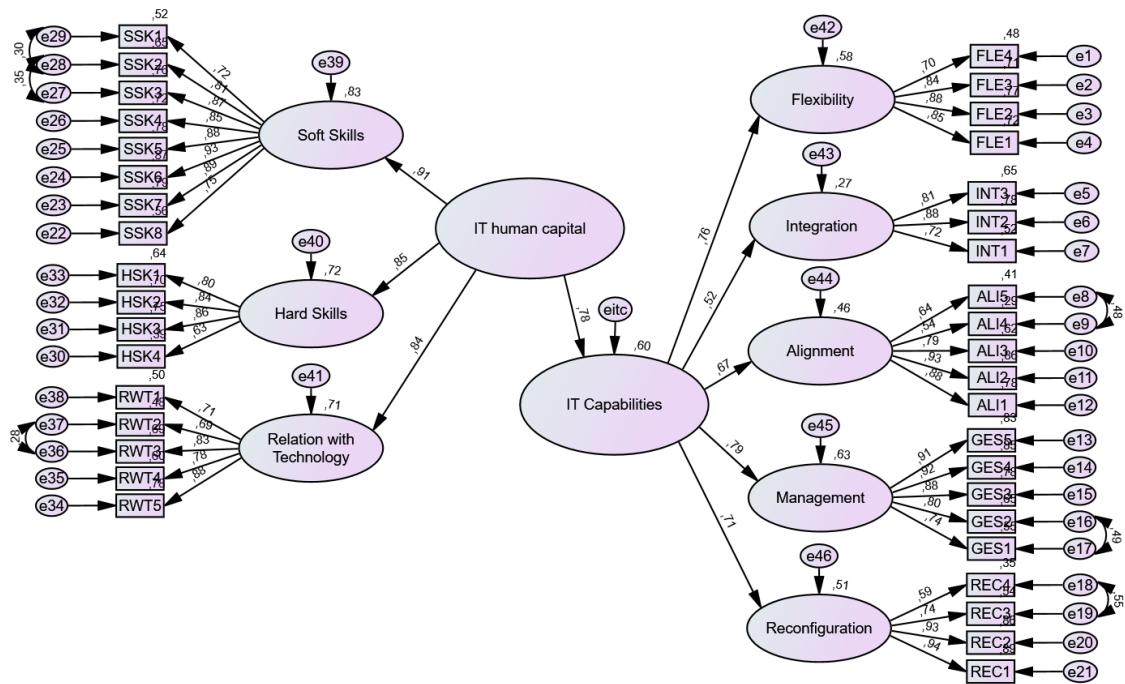 e29
SSK1
,52
,30
e28
SSK2
,35
e27
SSK3
e26
SSK4
,72
e25
SSK5
e24
SSK6
,87
e23
SSK7
,79
e22
SSK8
,56
,72
,81
,87
,85
,88
,93
,89
,75
e39
,83
Soft Skills
,91
e33
HSK1
,64
e32
HSK2
,70
e31
HSK3
e30
HSK4
,80
,84
,86
,63
e40
,72
Hard Skills
,85
e38
RWT1
,50
e37
RWT2
,28
e36
RWT3
e35
RWT4
e34
RWT5
,71
,69
,83
,78
,88
e41
,71
Relation with
Technology
,84
IT human capital
,78
eitc
,60
IT Capabilities
,76
,52
,67
,79
,71
e42
,58
Flexibility
,70
,84
,88
,85
,48
FLE4
e1
FLE3
e2
FLE2
e3
FLE1
e4
e43
,27
Integration
,81
,88
,72
,65
INT3
e5
INT2
e6
INT1
e7
e44
,46
Alignment
,64
,54
,79
,93
,88
,41
ALI5
e8
ALI4
e9
,48
ALI3
e10
ALI2
e11
ALI1
e12
e45
,63
Management
,91
,92
,88
,80
,74
,83
GES5
e13
GES4
e14
GES3
e15
GES2
e16
GES1
e17
,49
e46
,51
Reconfiguration
,59
,74
,93
,94
,35
REC4
e18
REC3
e19
,55
REC2
e20
REC1
e21